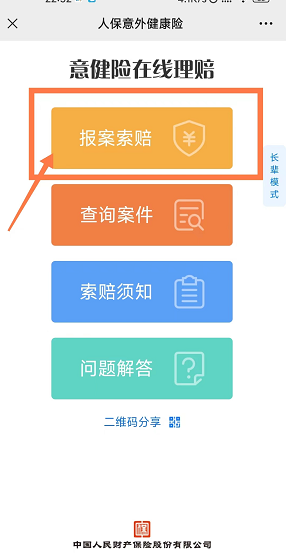 人保意外健康险
意健险在线理赔
报案索赔
查询案件
索赔须知
问题解答
长辈模式
二维码分享
中国人民财产保险股份有限公司